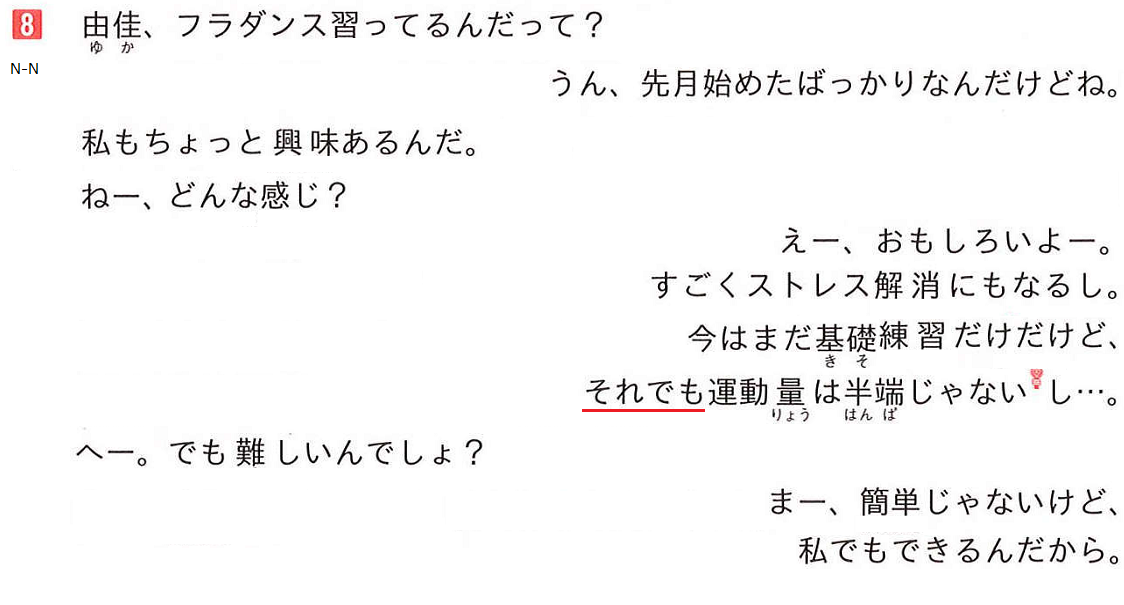 8
由佳、フラダンス習ってるんだって？
ゆ か
N-N
うん、先月始めたばっかりなんだけどね。
私もちょっと興味あるんだ。
ねー、どんな感じ？
えー、おもしろいよー。
すごくストレス解消にもなるし。
今はまだ基礎練習だけだけど、
き そ
それでも運動量は半端じゃないし…。
りょう はん ぱ
へー。でも難しいんでしょ？
まー、簡単じゃないけど、
私でもできるんだから。